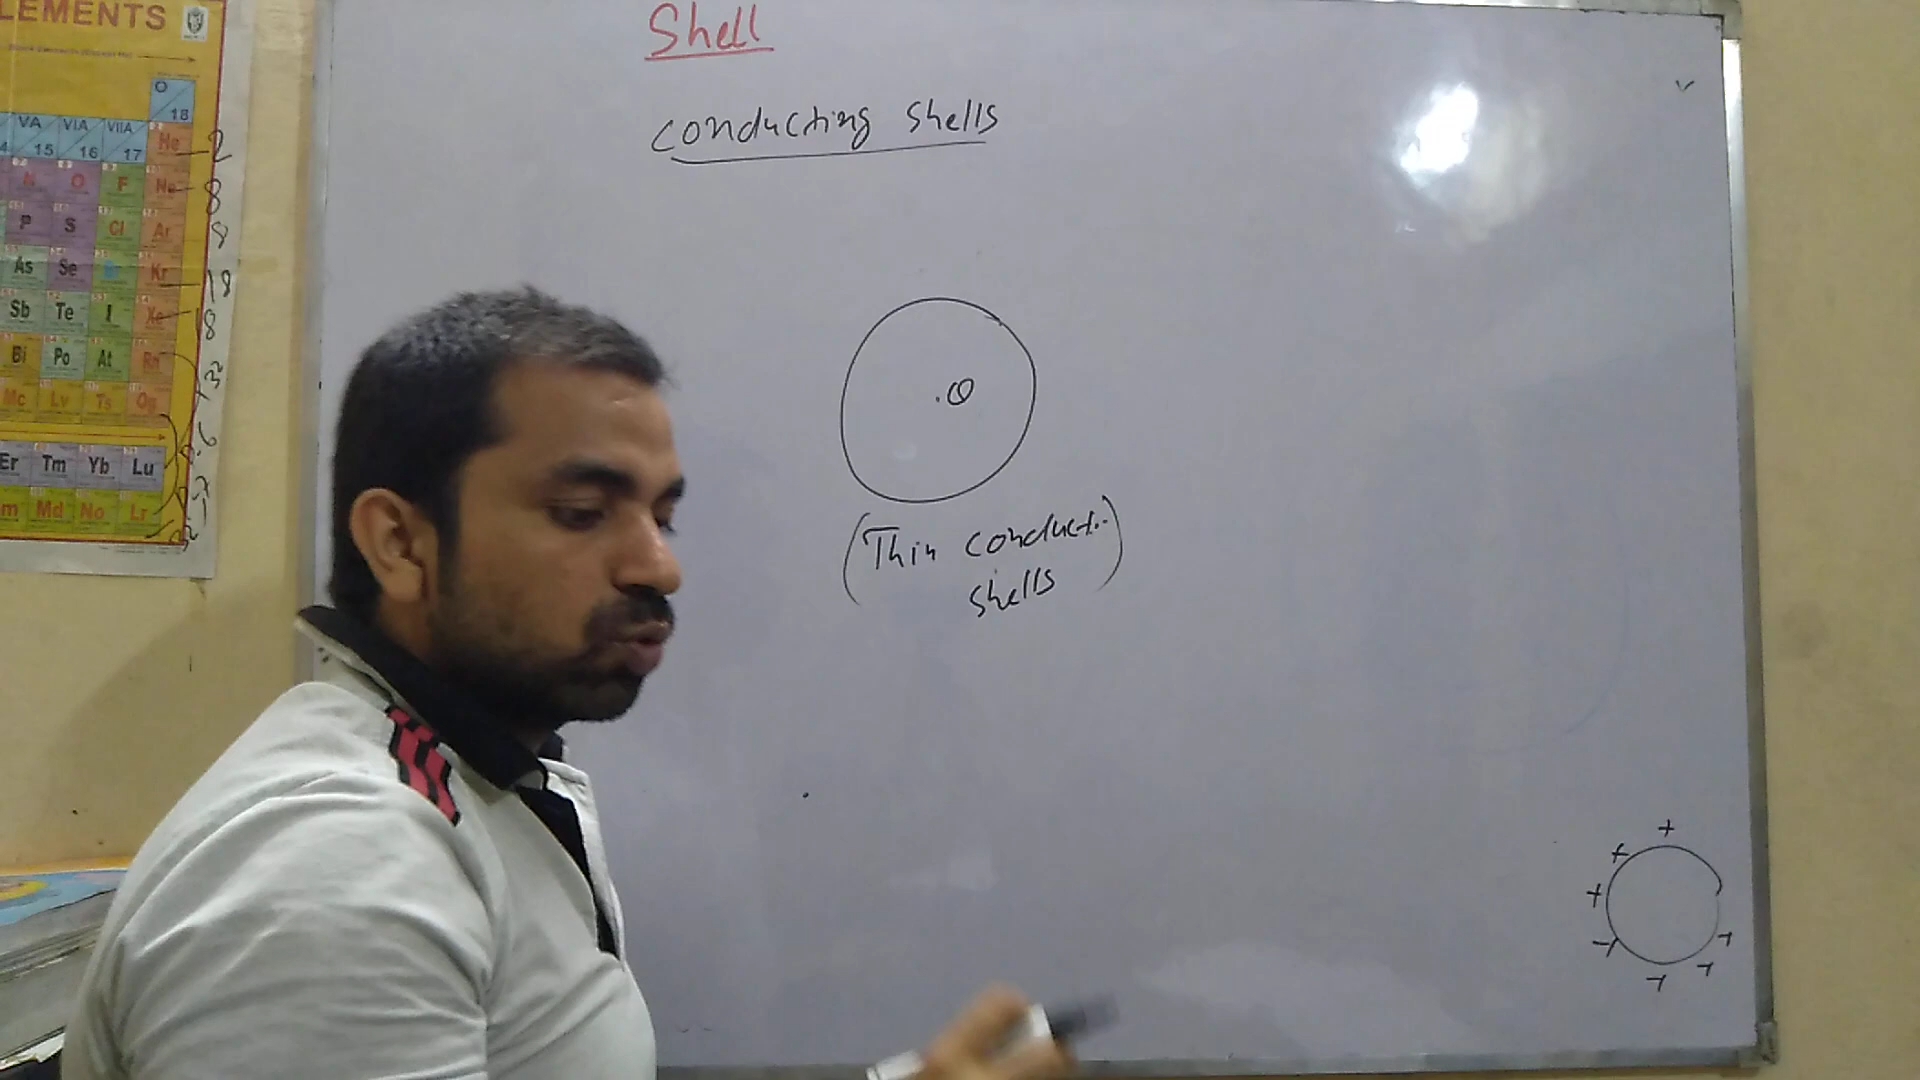 Shell
conducting shells
.O
(Thin conducti.)
shells
+
+
+
+
+
+
+
LEMENTS
O
18
VA VIA VIIA
15 16 17
He 2
N O F Ne 8
P S Cl Ar 8
As Se Kr 18
Sb Te I Xe 18
Bi Po At Rn 32
Mc Lv Ts Og
Er Tm Yb Lu
m Md No Lr